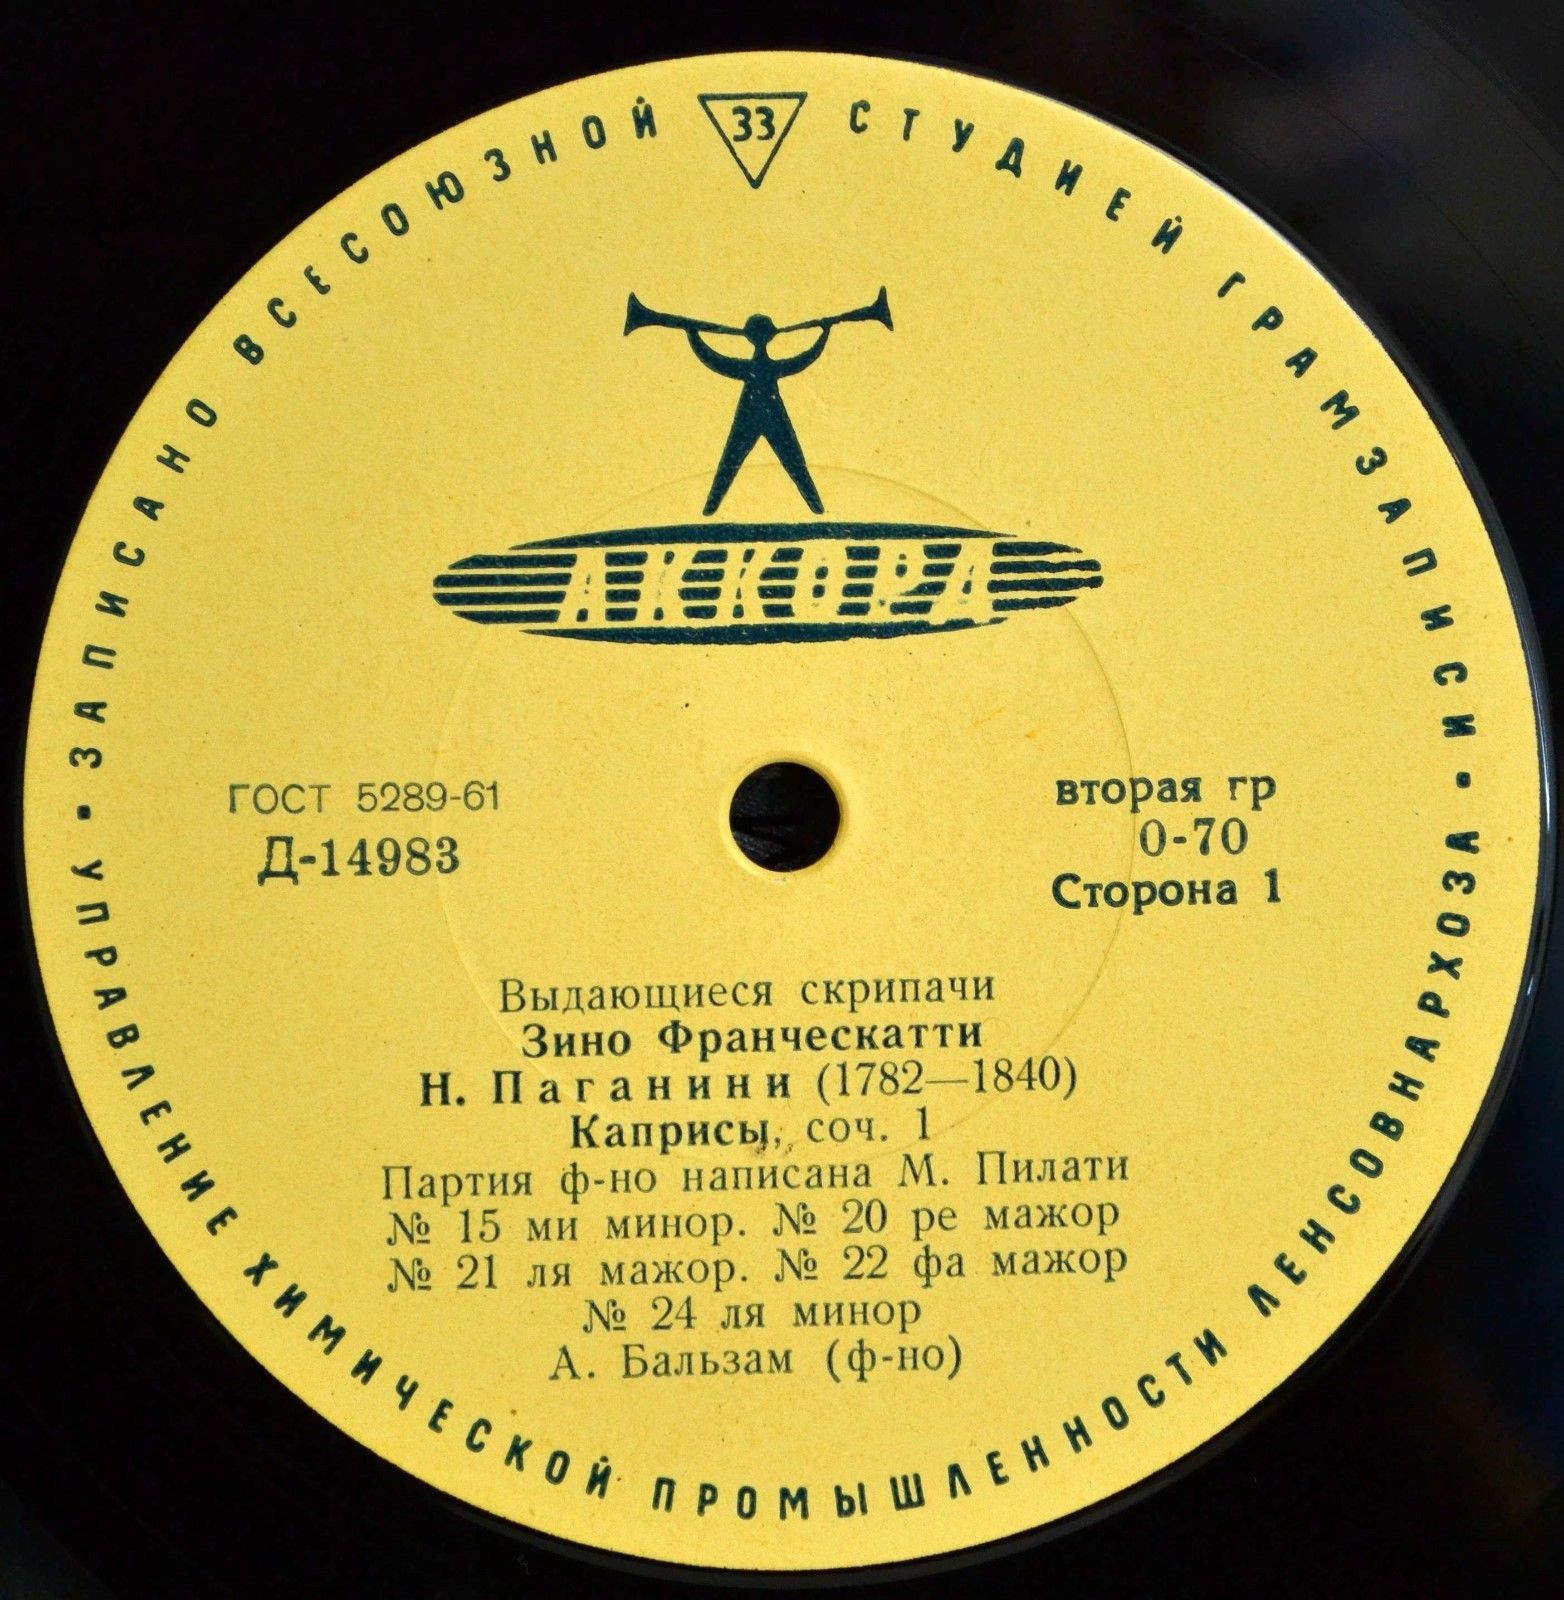 ЗАПИСАНО ВСЕСОЮЗНОЙ СТУДИЕЙ ГРАМЗАПИСИ
33
АККОРД
ГОСТ 5289-61
Д-14983
вторая гр
0-70
Сторона 1
Выдающиеся скрипачи
Зино Франческатти
Н. Паганини (1782—1840)
Каприсы, соч. 1
Партия ф-но написана М. Пилати
№ 15 ми минор. № 20 ре мажор
№ 21 ля мажор. № 22 фа мажор
№ 24 ля минор
А. Бальзам (ф-но)
• УПРАВЛЕНИЕ ХИМИЧЕСКОЙ ПРОМЫШЛЕННОСТИ ЛЕНСОВНАРХОЗА •